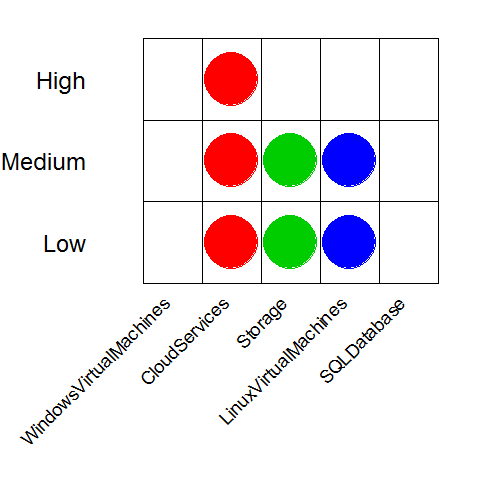 High
Medium
Low
WindowsVirtualMachines
CloudServices
Storage
LinuxVirtualMachines
SQLDatabase